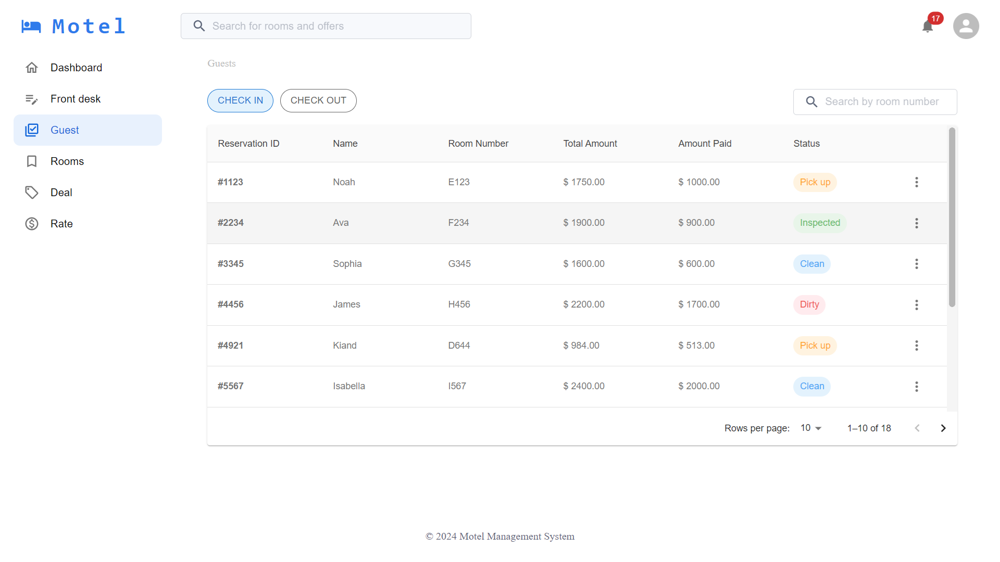 Motel
Search for rooms and offers
17
Dashboard
Front desk
Guest
Rooms
Deal
Rate
Guests
CHECK IN
CHECK OUT
Search by room number
Reservation ID Name Room Number Total Amount Amount Paid Status
#1123 Noah E123 $ 1750.00 $ 1000.00 Pick up
#2234 Ava F234 $ 1900.00 $ 900.00 Inspected
#3345 Sophia G345 $ 1600.00 $ 600.00 Clean
#4456 James H456 $ 2200.00 $ 1700.00 Dirty
#4921 Kiand D644 $ 984.00 $ 513.00 Pick up
#5567 Isabella I567 $ 2400.00 $ 2000.00 Clean
Rows per page: 10 1–10 of 18
© 2024 Motel Management System